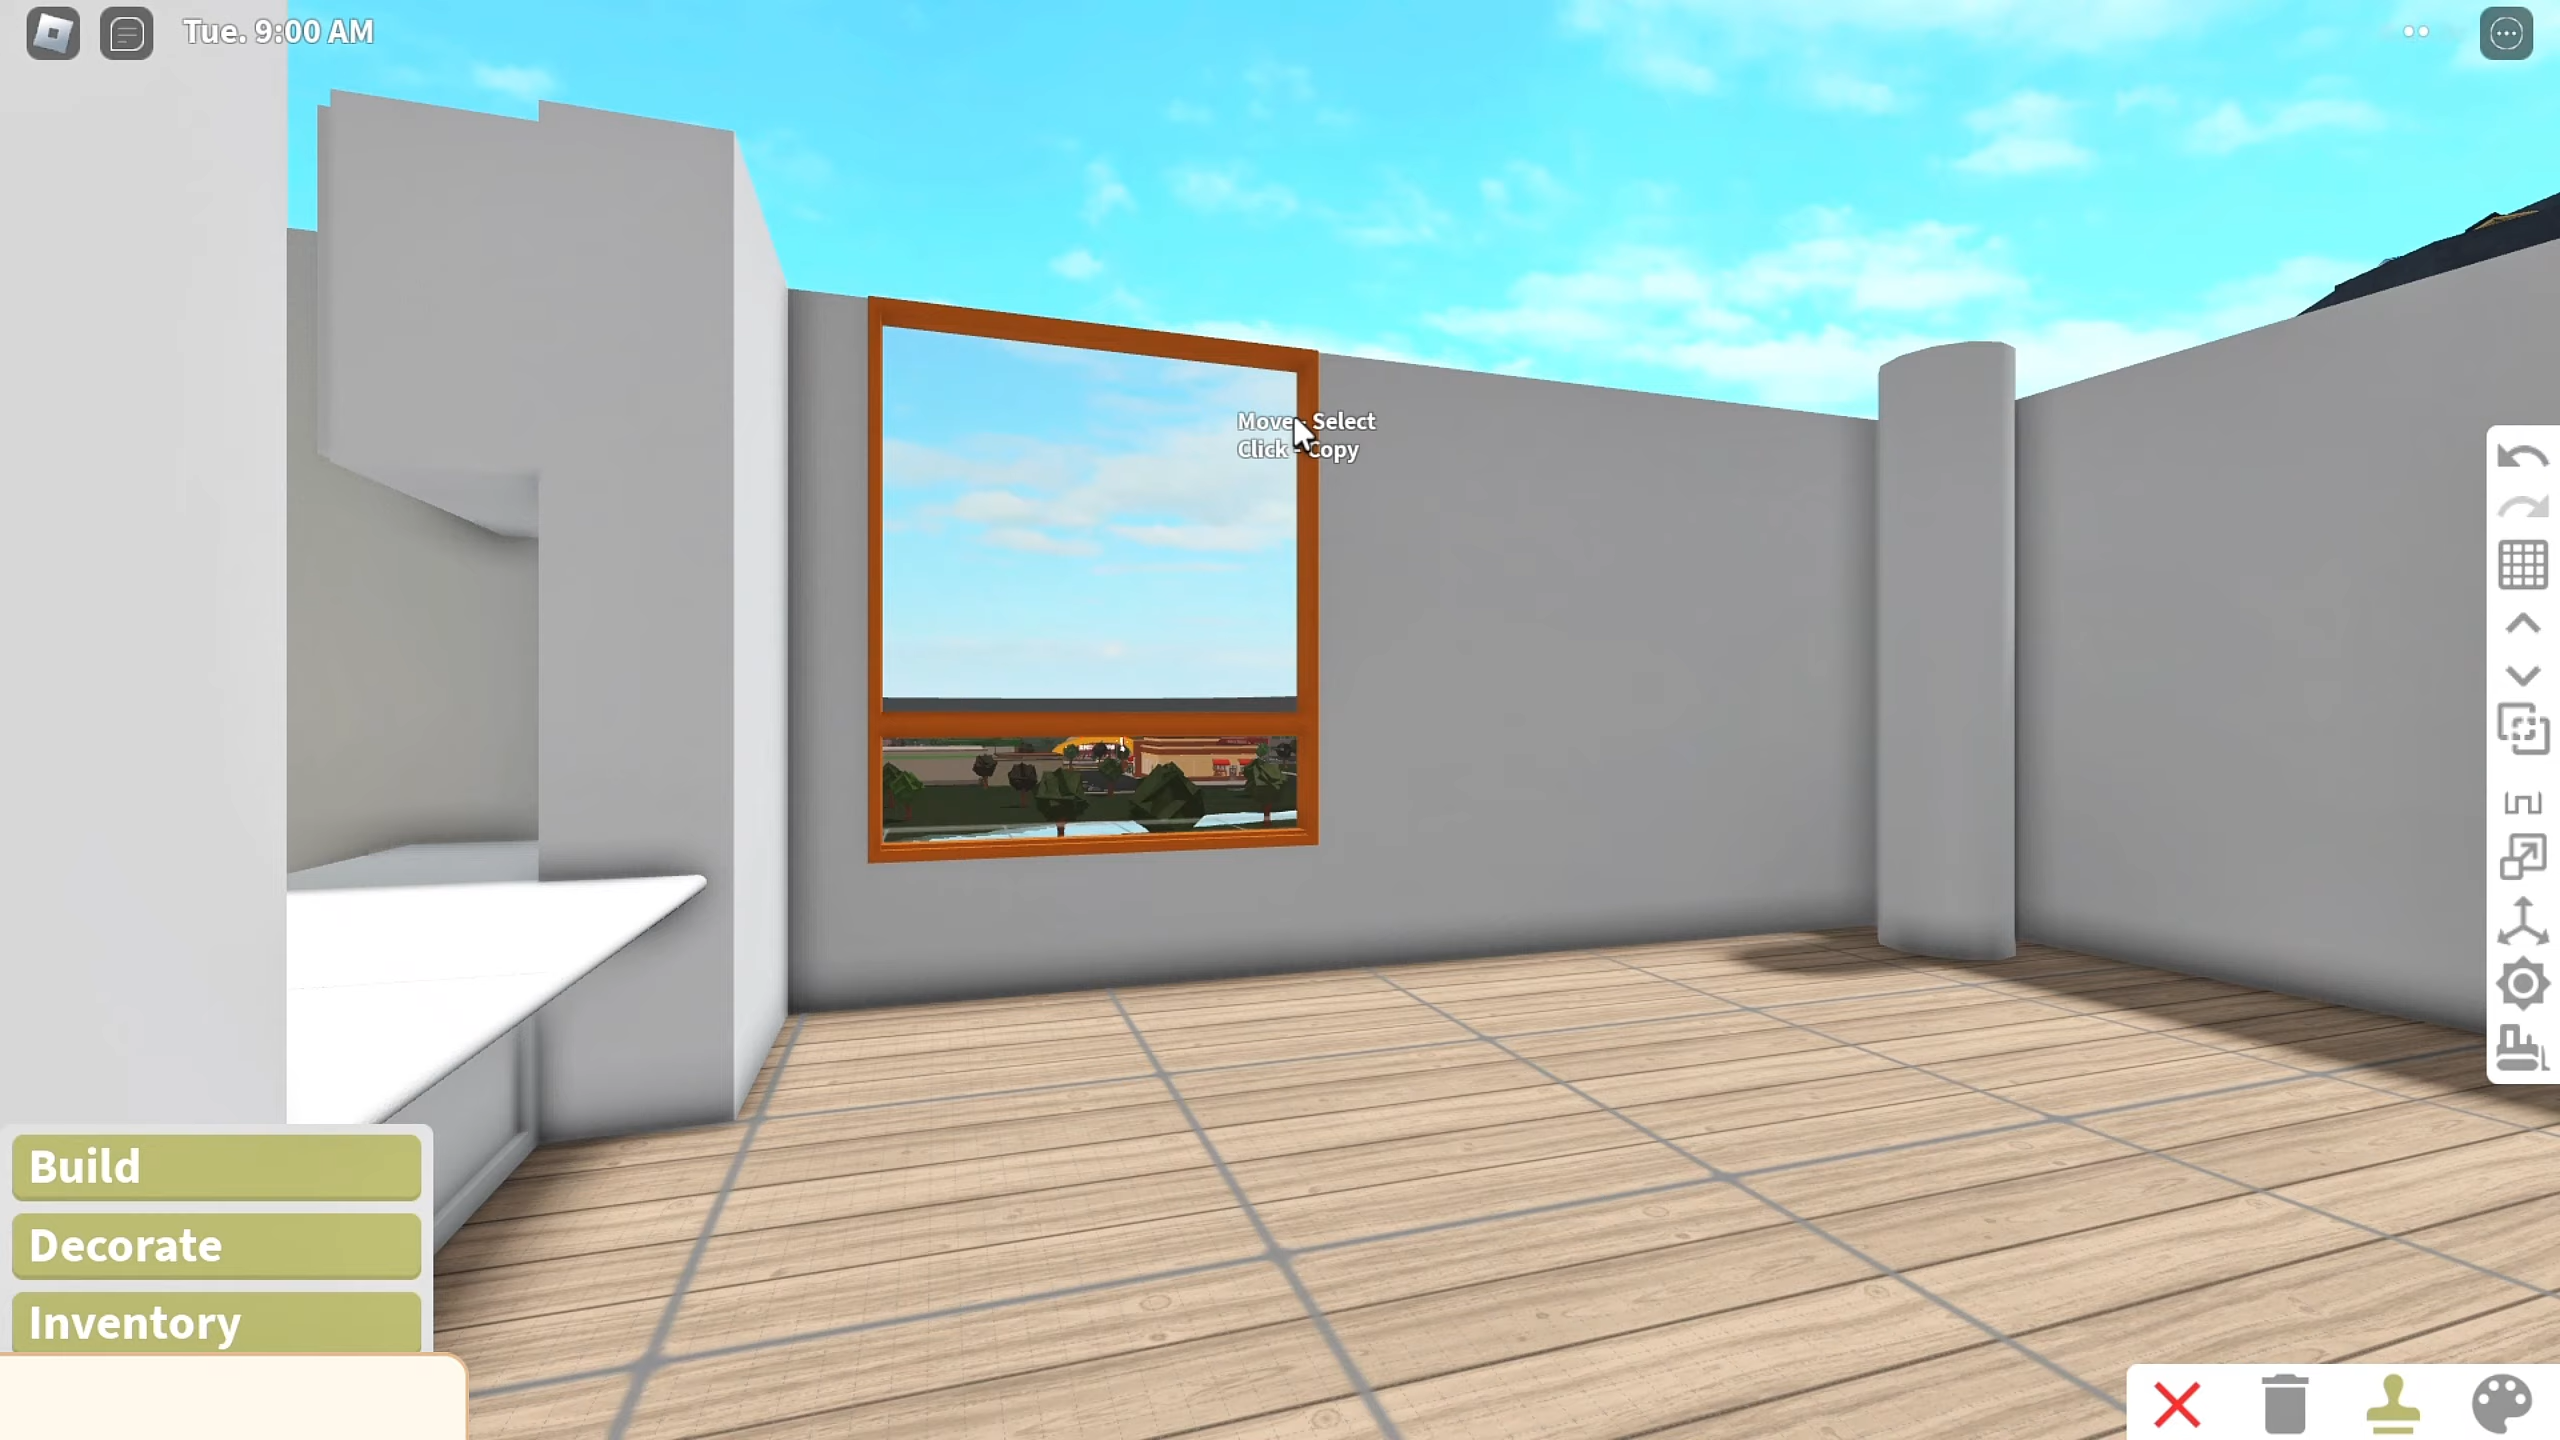 Tue. 9:00 AM
Move - Select
Click - Copy
Build
Decorate
Inventory